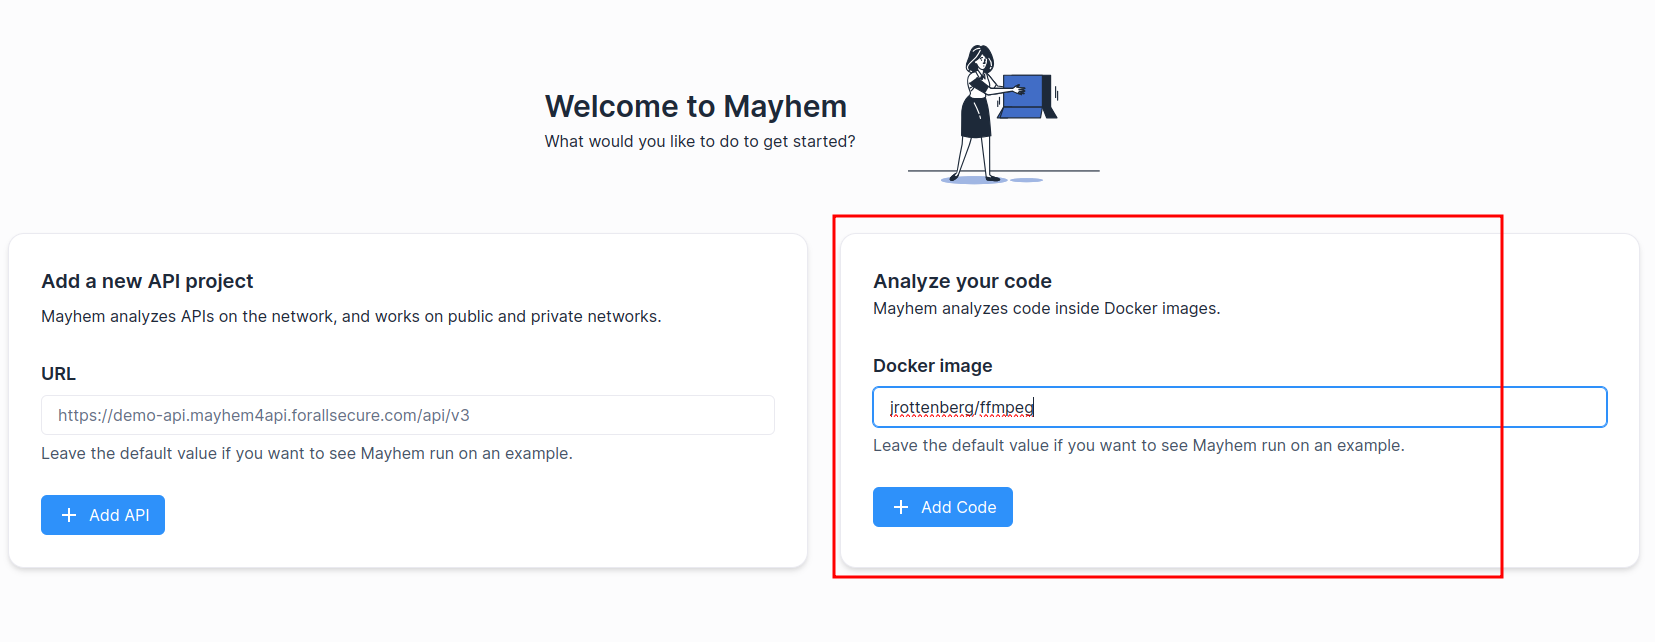 Welcome to Mayhem
What would you like to do to get started?
Add a new API project
Mayhem analyzes APIs on the network, and works on public and private networks.
URL
https://demo-api.mayhem4api.forallsecure.com/api/v3
Leave the default value if you want to see Mayhem run on an example.
+ Add API
Analyze your code
Mayhem analyzes code inside Docker images.
Docker image
jrottenberg/ffmpeg
Leave the default value if you want to see Mayhem run on an example.
+ Add Code